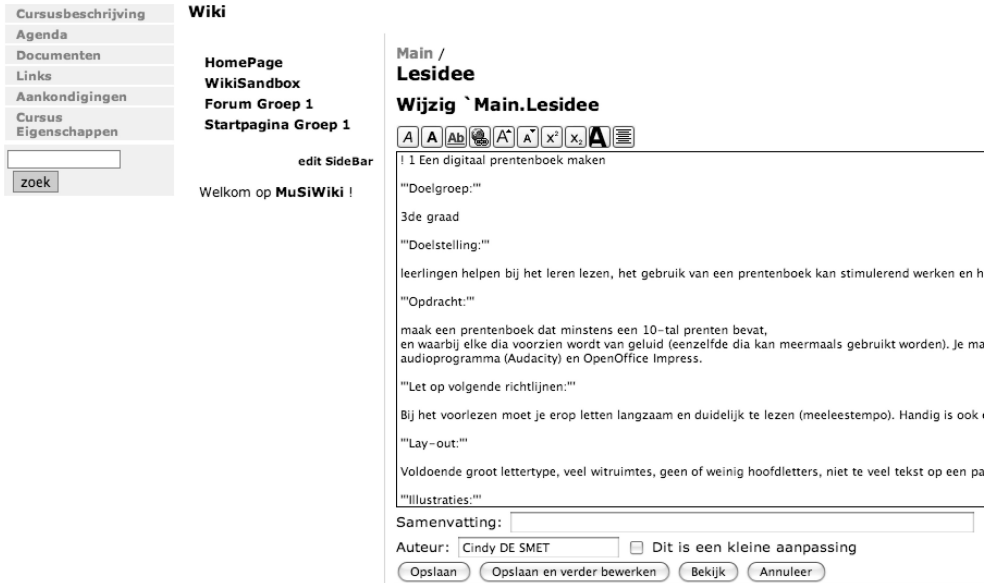 Cursusbeschrijving
Agenda
Documenten
Links
Aankondigingen
Cursus
Eigenschappen
zoek
Wiki
HomePage
WikiSandbox
Forum Groep 1
Startpagina Groep 1
edit SideBar
Welkom op MuSiWiki !
Main /
Lesidee
Wijzig `Main.Lesidee
A A Ab A A x² x₂ A
! 1 Een digitaal prentenboek maken
'''Doelgroep:'''
3de graad
'''Doelstelling:'''
leerlingen helpen bij het leren lezen, het gebruik van een prentenboek kan stimulerend werken en h
'''Opdracht:'''
maak een prentenboek dat minstens een 10-tal prenten bevat,
en waarbij elke dia voorzien wordt van geluid (eenzelfde dia kan meermaals gebruikt worden). Je ma
audioprogramma (Audacity) en OpenOffice Impress.
'''Let op volgende richtlijnen:'''
Bij het voorlezen moet je erop letten langzaam en duidelijk te lezen (meeleestempo). Handig is ook
'''Lay-out:'''
Voldoende groot lettertype, veel witruimtes, geen of weinig hoofdletters, niet te veel tekst op een pa
'''Illustraties:'''
Samenvatting:
Auteur: Cindy DE SMET Dit is een kleine aanpassing
Opslaan Opslaan en verder bewerken Bekijk Annuleer